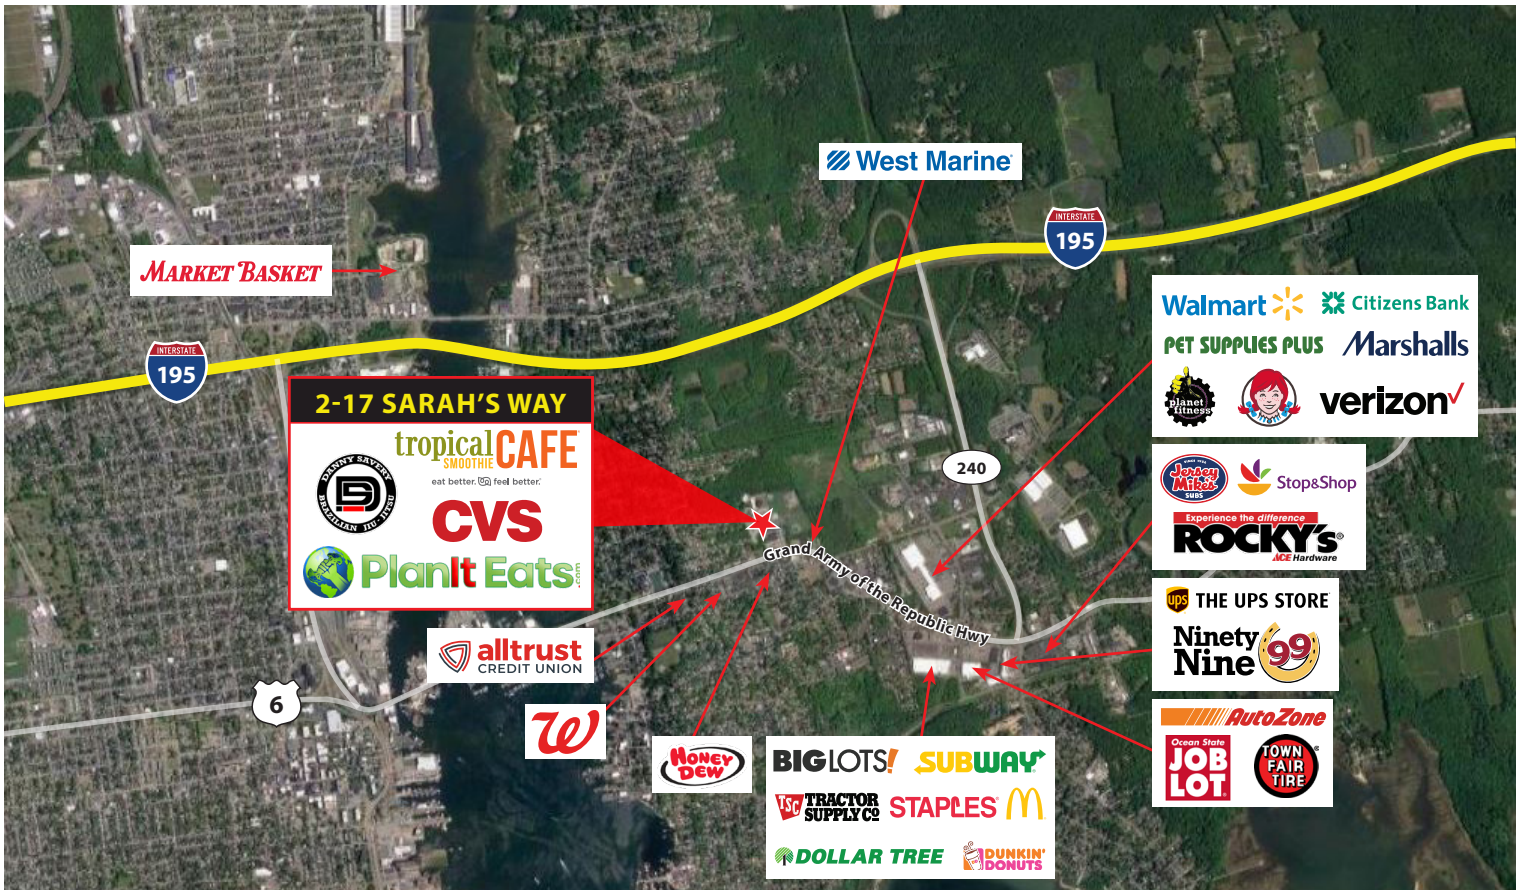 West Marine
INTERSTATE
195
MARKET BASKET
INTERSTATE
195
2-17 SARAH'S WAY
DANNY SAVERY
BRAZILIAN JIU-JITSU
tropical
SMOOTHIE CAFE
eat better. feel better.
CVS
PlanIt Eats.com
Walmart
Citizens Bank
PET SUPPLIES PLUS
Marshalls
planet
fitness
verizon
240
SINCE 1956
Jersey
Mike's
SUBS
Stop&Shop
Experience the difference
ROCKY's®
ACE Hardware
Grand Army of the Republic Hwy
ups THE UPS STORE
Ninety
Nine 99
alltrust
CREDIT UNION
6
W
HONEY
DEW
BIG LOTS!
SUBWAY
TSC TRACTOR
SUPPLY CO
STAPLES
M
DOLLAR TREE
DUNKIN'
DONUTS
AutoZone
Ocean State
JOB
LOT®
TOWN
FAIR
TIRE®